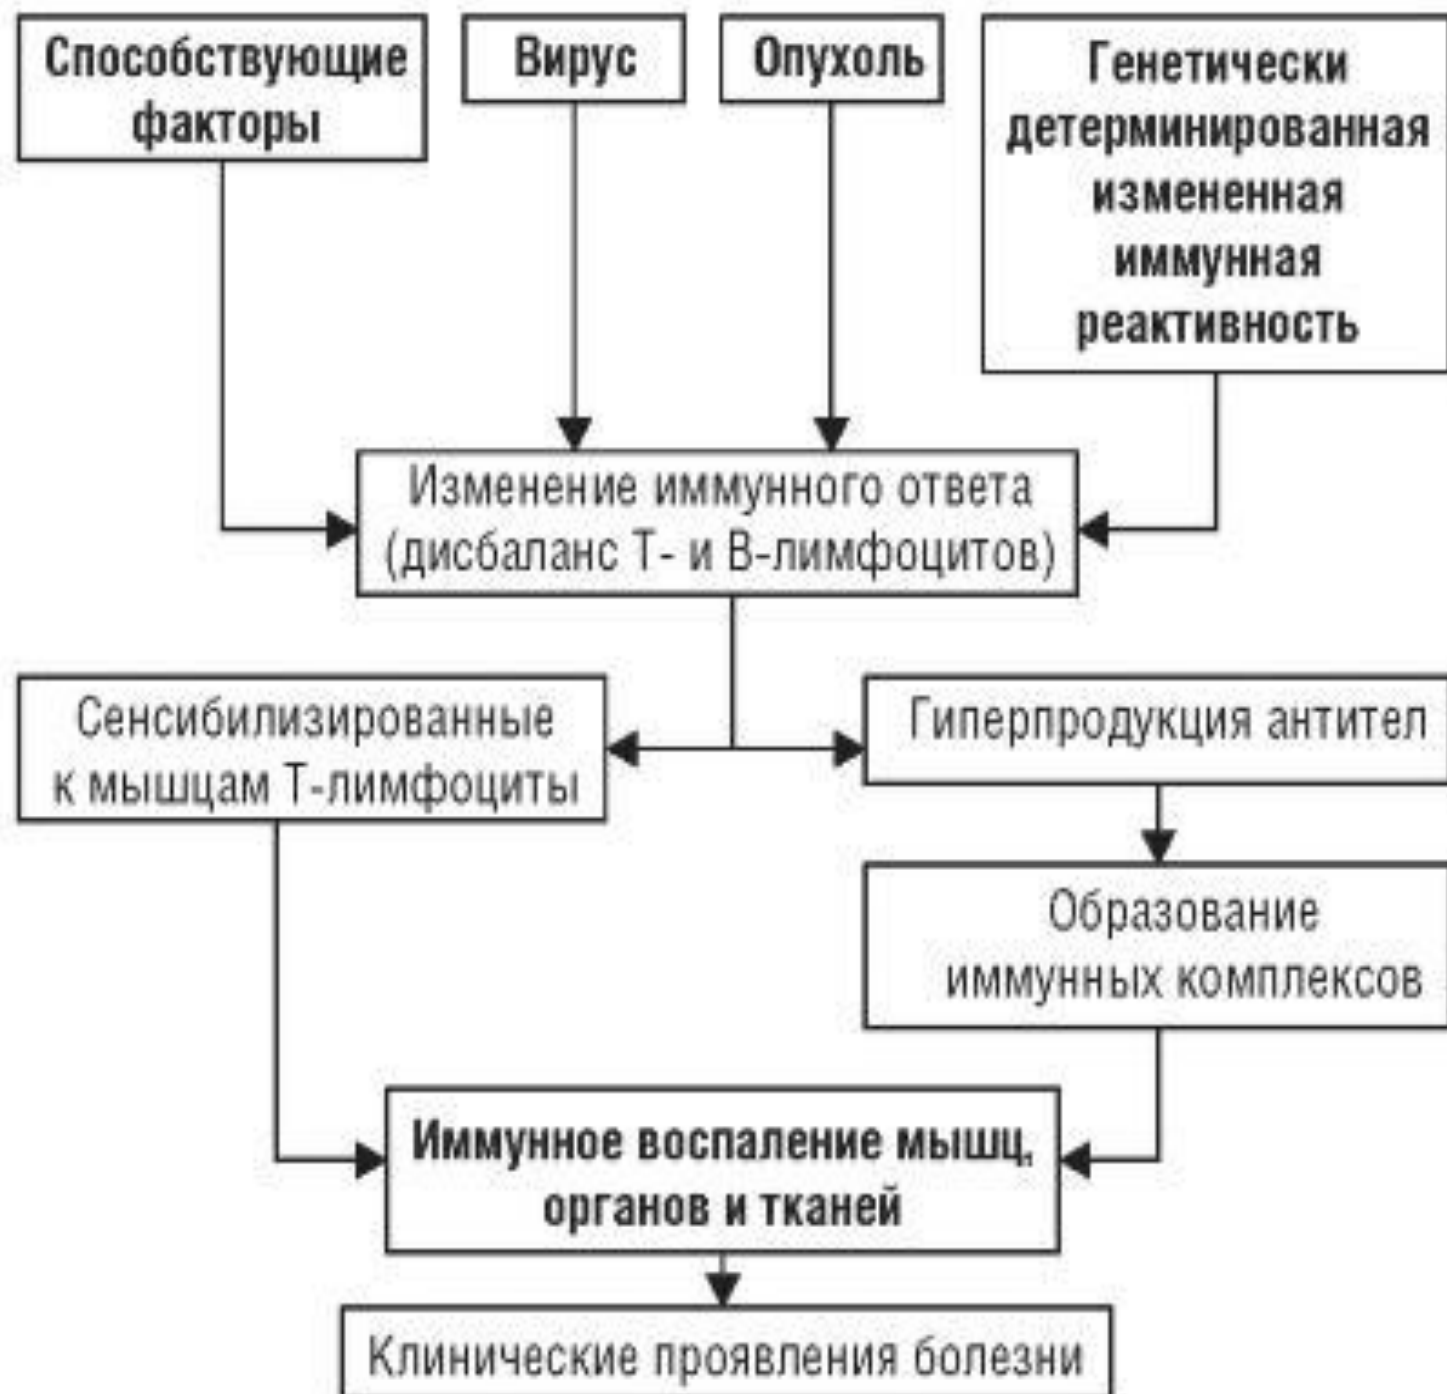 Способствующие
факторы
Вирус
Опухоль
Генетически
детерминированная
измененная
иммунная
реактивность
Изменение иммунного ответа
(дисбаланс Т- и В-лимфоцитов)
Сенсибилизированные
к мышцам Т-лимфоциты
Гиперпродукция антител
Образование
иммунных комплексов
Иммунное воспаление мышц,
органов и тканей
Клинические проявления болезни